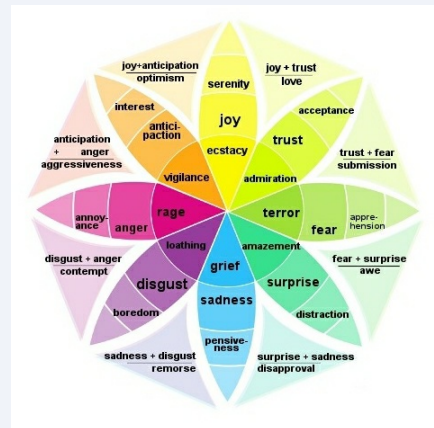 joy+anticipation
optimism
joy + trust
love
serenity
interest
acceptance
joy
antici-
paction
trust
anticipation
+ anger
aggressiveness
trust + fear
submission
ecstacy
vigilance
admiration
annoy-
ance
anger
rage
terror
fear
appre-
hension
loathing
amazement
disgust + anger
contempt
grief
fear + surprise
awe
disgust
surprise
sadness
boredom
distraction
pensive-
ness
sadness + disgust
remorse
surprise + sadness
disapproval